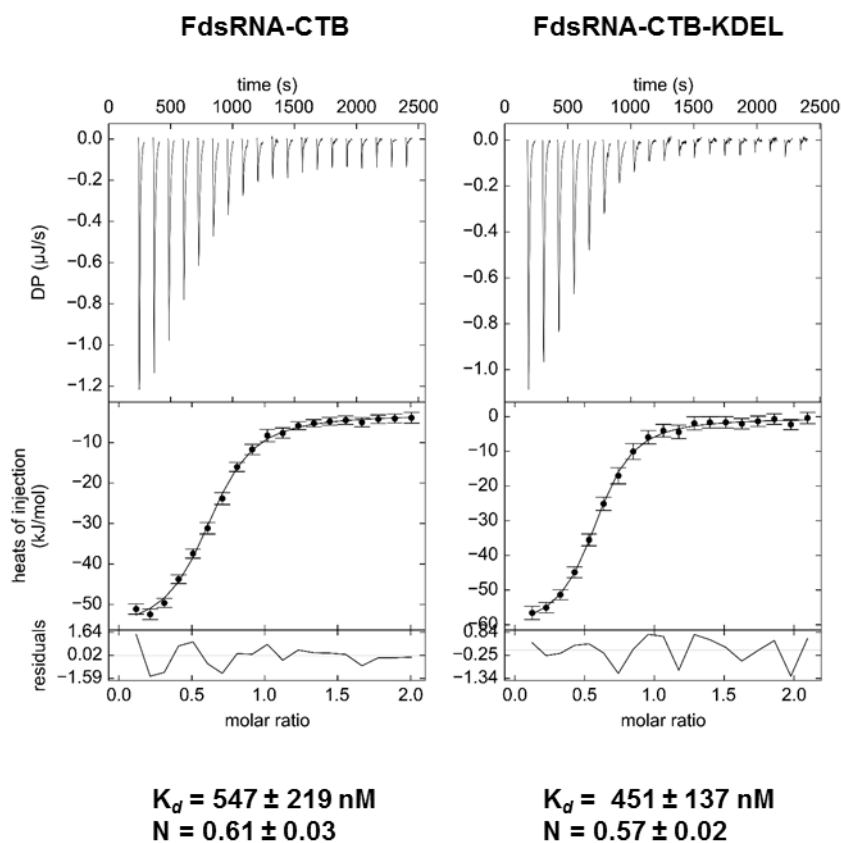 FdsRNA-CTB
time (s)
0 500 1000 1500 2000 2500
DP (µJ/s)
0.0
−0.2
−0.4
−0.6
−0.8
−1.0
−1.2
heats of injection
(kJ/mol)
−10
−20
−30
−40
−50
residuals
1.64
0.02
−1.59
0.0 0.5 1.0 1.5 2.0
molar ratio
Kd = 547 ± 219 nM
N = 0.61 ± 0.03
FdsRNA-CTB-KDEL
time (s)
0 500 1000 1500 2000 2500
0.0
−0.2
−0.4
−0.6
−0.8
−1.0
0
−10
−20
−30
−40
−50
−60
0.84
−0.25
−1.34
0.0 0.5 1.0 1.5 2.0
molar ratio
Kd = 451 ± 137 nM
N = 0.57 ± 0.02